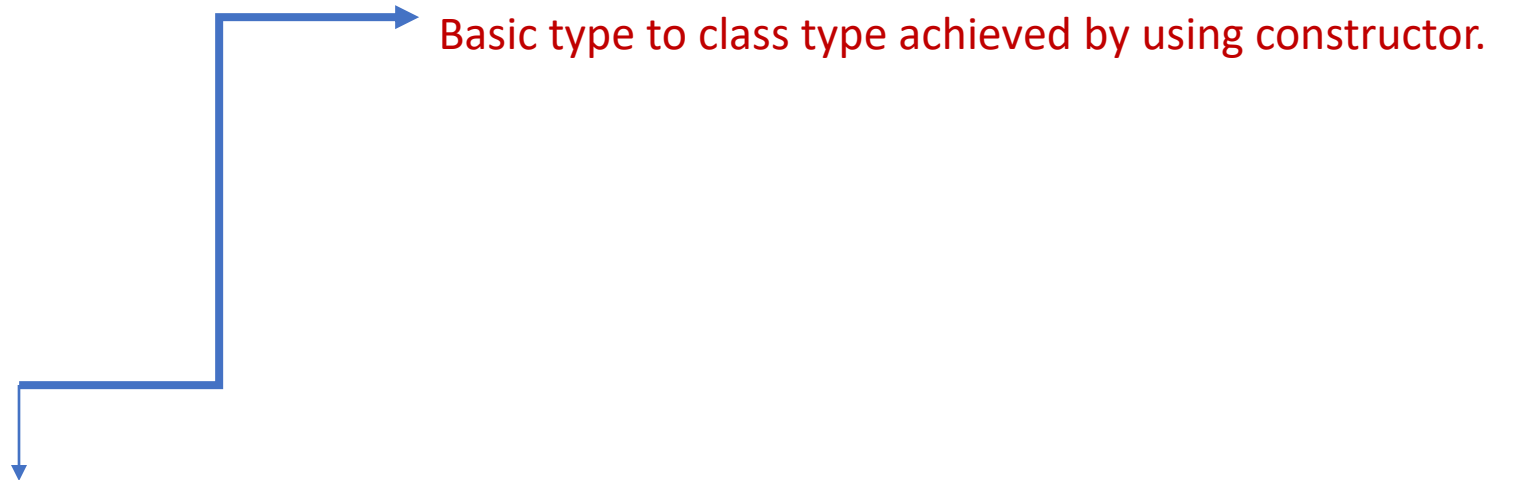 Basic type to class type achieved by using constructor.